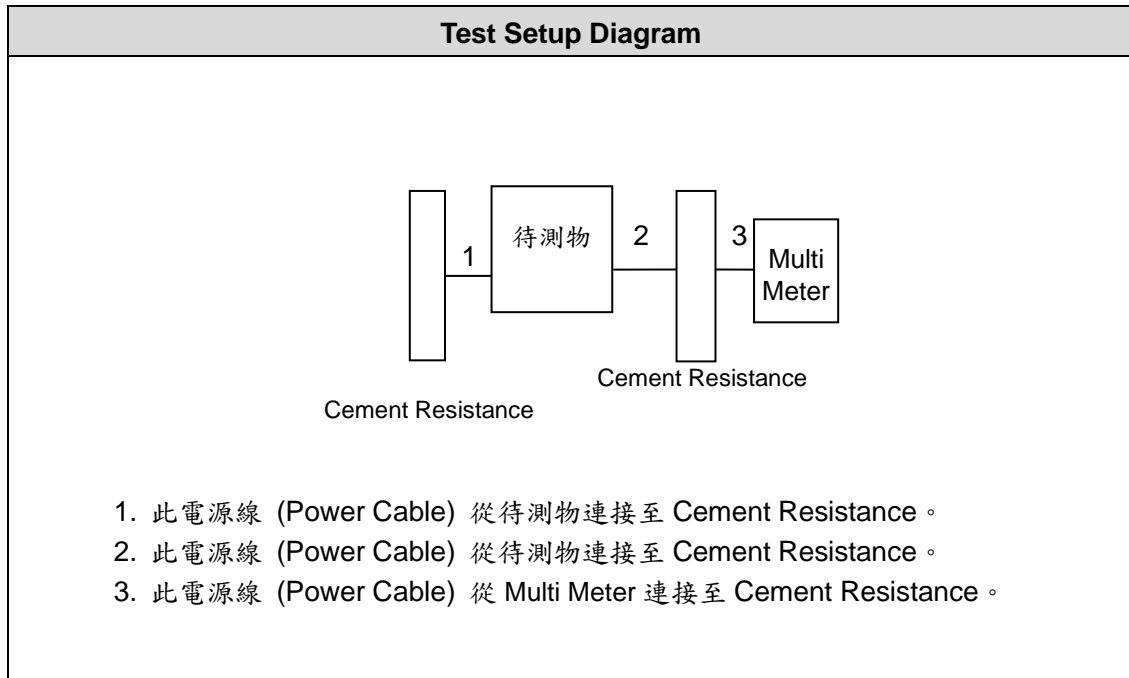 Test Setup Diagram
1
待測物
2
3
Multi
Meter
Cement Resistance
Cement Resistance
1. 此電源線 (Power Cable) 從待測物連接至 Cement Resistance。
2. 此電源線 (Power Cable) 從待測物連接至 Cement Resistance。
3. 此電源線 (Power Cable) 從 Multi Meter 連接至 Cement Resistance。